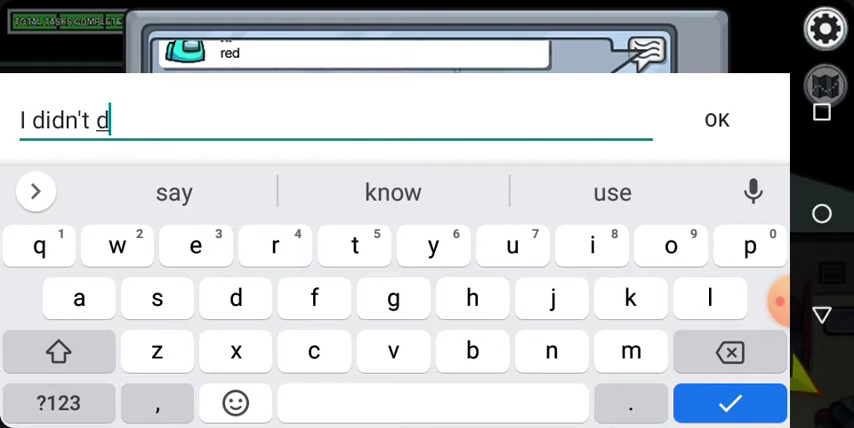 TOTAL TASKS COMPLETE
red
I didn't d
OK
say know use
q 1 w 2 e 3 r 4 t 5 y 6 u 7 i 8 o 9 p 0
a s d f g h j k l
z x c v b n m
?123 , .